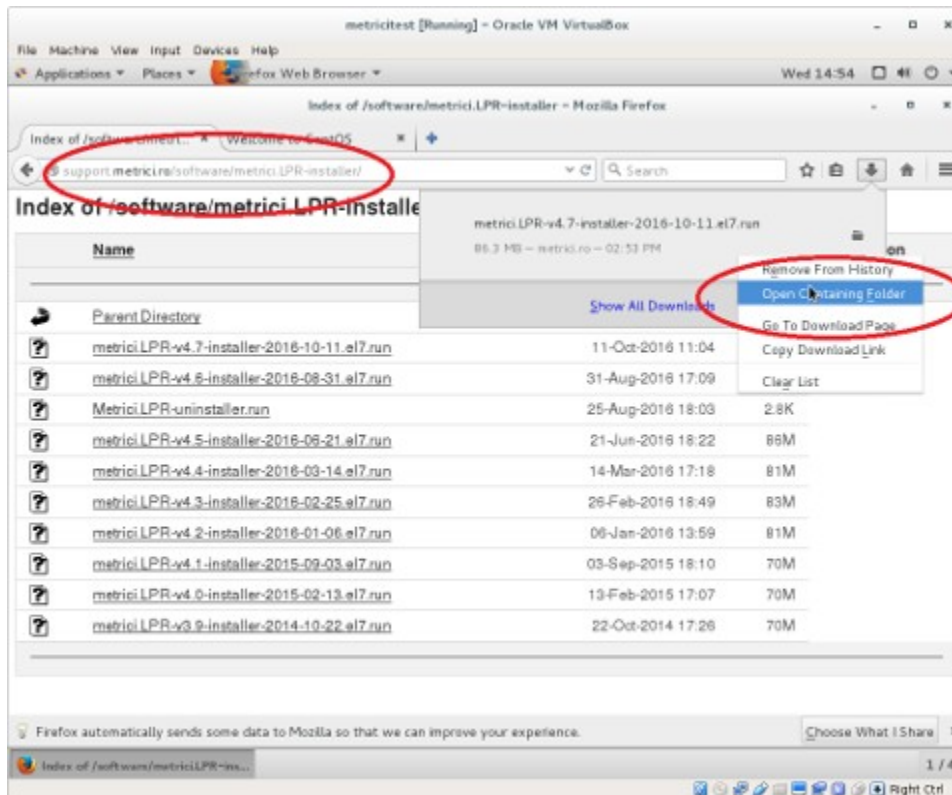 metricitest [Running] - Oracle VM VirtualBox
File Machine View Input Devices Help
Applications Places Firefox Web Browser Wed 14:54
Index of /software/metrici.LPR-installer - Mozilla Firefox
Index of /software/metrici... Welcome to CentOS
support.metrici.ro/software/metrici.LPR-installer/ Search
Index of /software/metrici.LPR-installe
metrici.LPR-v4.7-installer-2016-10-11.el7.run
86.3 MB — metrici.ro — 02:53 PM
Name on
Remove From History
Open Containing Folder
Show All Downloads
Go To Download Page
Copy Download Link
Clear List
Parent Directory
metrici.LPR-v4.7-installer-2016-10-11.el7.run 11-Oct-2016 11:04
metrici.LPR-v4.6-installer-2016-08-31.el7.run 31-Aug-2016 17:09
Metrici.LPR-uninstaller.run 25-Aug-2016 18:03 2.8K
metrici.LPR-v4.5-installer-2016-06-21.el7.run 21-Jun-2016 18:22 86M
metrici.LPR-v4.4-installer-2016-03-14.el7.run 14-Mar-2016 17:18 81M
metrici.LPR-v4.3-installer-2016-02-25.el7.run 26-Feb-2016 18:49 83M
metrici.LPR-v4.2-installer-2016-01-06.el7.run 06-Jan-2016 13:59 81M
metrici.LPR-v4.1-installer-2015-09-03.el7.run 03-Sep-2015 18:10 70M
metrici.LPR-v4.0-installer-2015-02-13.el7.run 13-Feb-2015 17:07 70M
metrici.LPR-v3.9-installer-2014-10-22.el7.run 22-Oct-2014 17:26 70M
Firefox automatically sends some data to Mozilla so that we can improve your experience. Choose What I Share
Index of /software/metrici.LPR-ins... 1 / 4
Right Ctrl